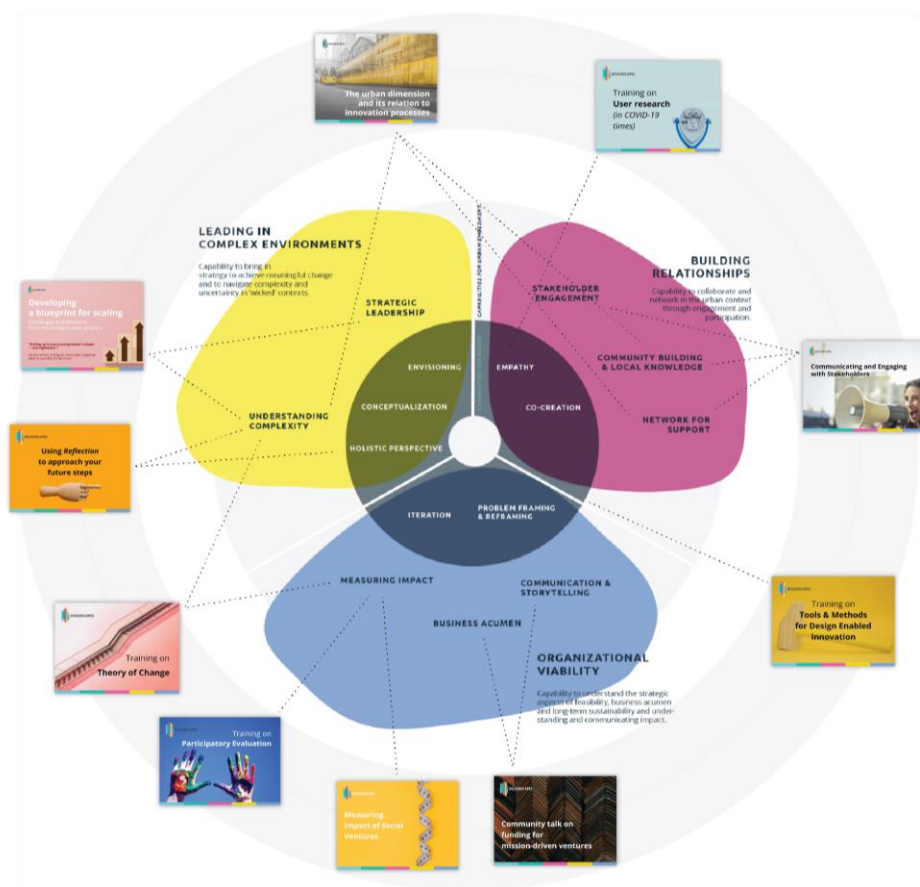 The urban dimension
and its relation to
innovation processes
Training on
User research
(in COVID-19
times)
LEADING IN
COMPLEX ENVIRONMENTS
Capability to bring in
strategy to achieve meaningful change
and to navigate complexity and
uncertainty in 'wicked' contexts.
STRATEGIC
LEADERSHIP
UNDERSTANDING
COMPLEXITY
ENVISIONING
CONCEPTUALIZATION
HOLISTIC PERSPECTIVE
CAPABILITIES FOR URBAN
BUILDING
RELATIONSHIPS
Capability to collaborate and
network in the urban context
through engagement and
participation.
STAKEHOLDER
ENGAGEMENT
COMMUNITY BUILDING
& LOCAL KNOWLEDGE
NETWORK FOR
SUPPORT
EMPATHY
CO-CREATION
Developing
a blueprint for scaling
Communicating and Engaging
with Stakeholders
Using Reflection
to approach your
future steps
ITERATION
PROBLEM FRAMING
& REFRAMING
MEASURING IMPACT
COMMUNICATION &
STORYTELLING
BUSINESS ACUMEN
ORGANIZATIONAL
VIABILITY
Capability to understand the strategic
aspects of feasibility, business acumen
and long-term sustainability and under-
standing and communicating impact.
Training on
Tools & Methods
for Design Enabled
Innovation
Training on
Theory of Change
Training on
Participatory Evaluation
Measuring
Impact of Social
Ventures
Community talk on
funding for
mission-driven ventures